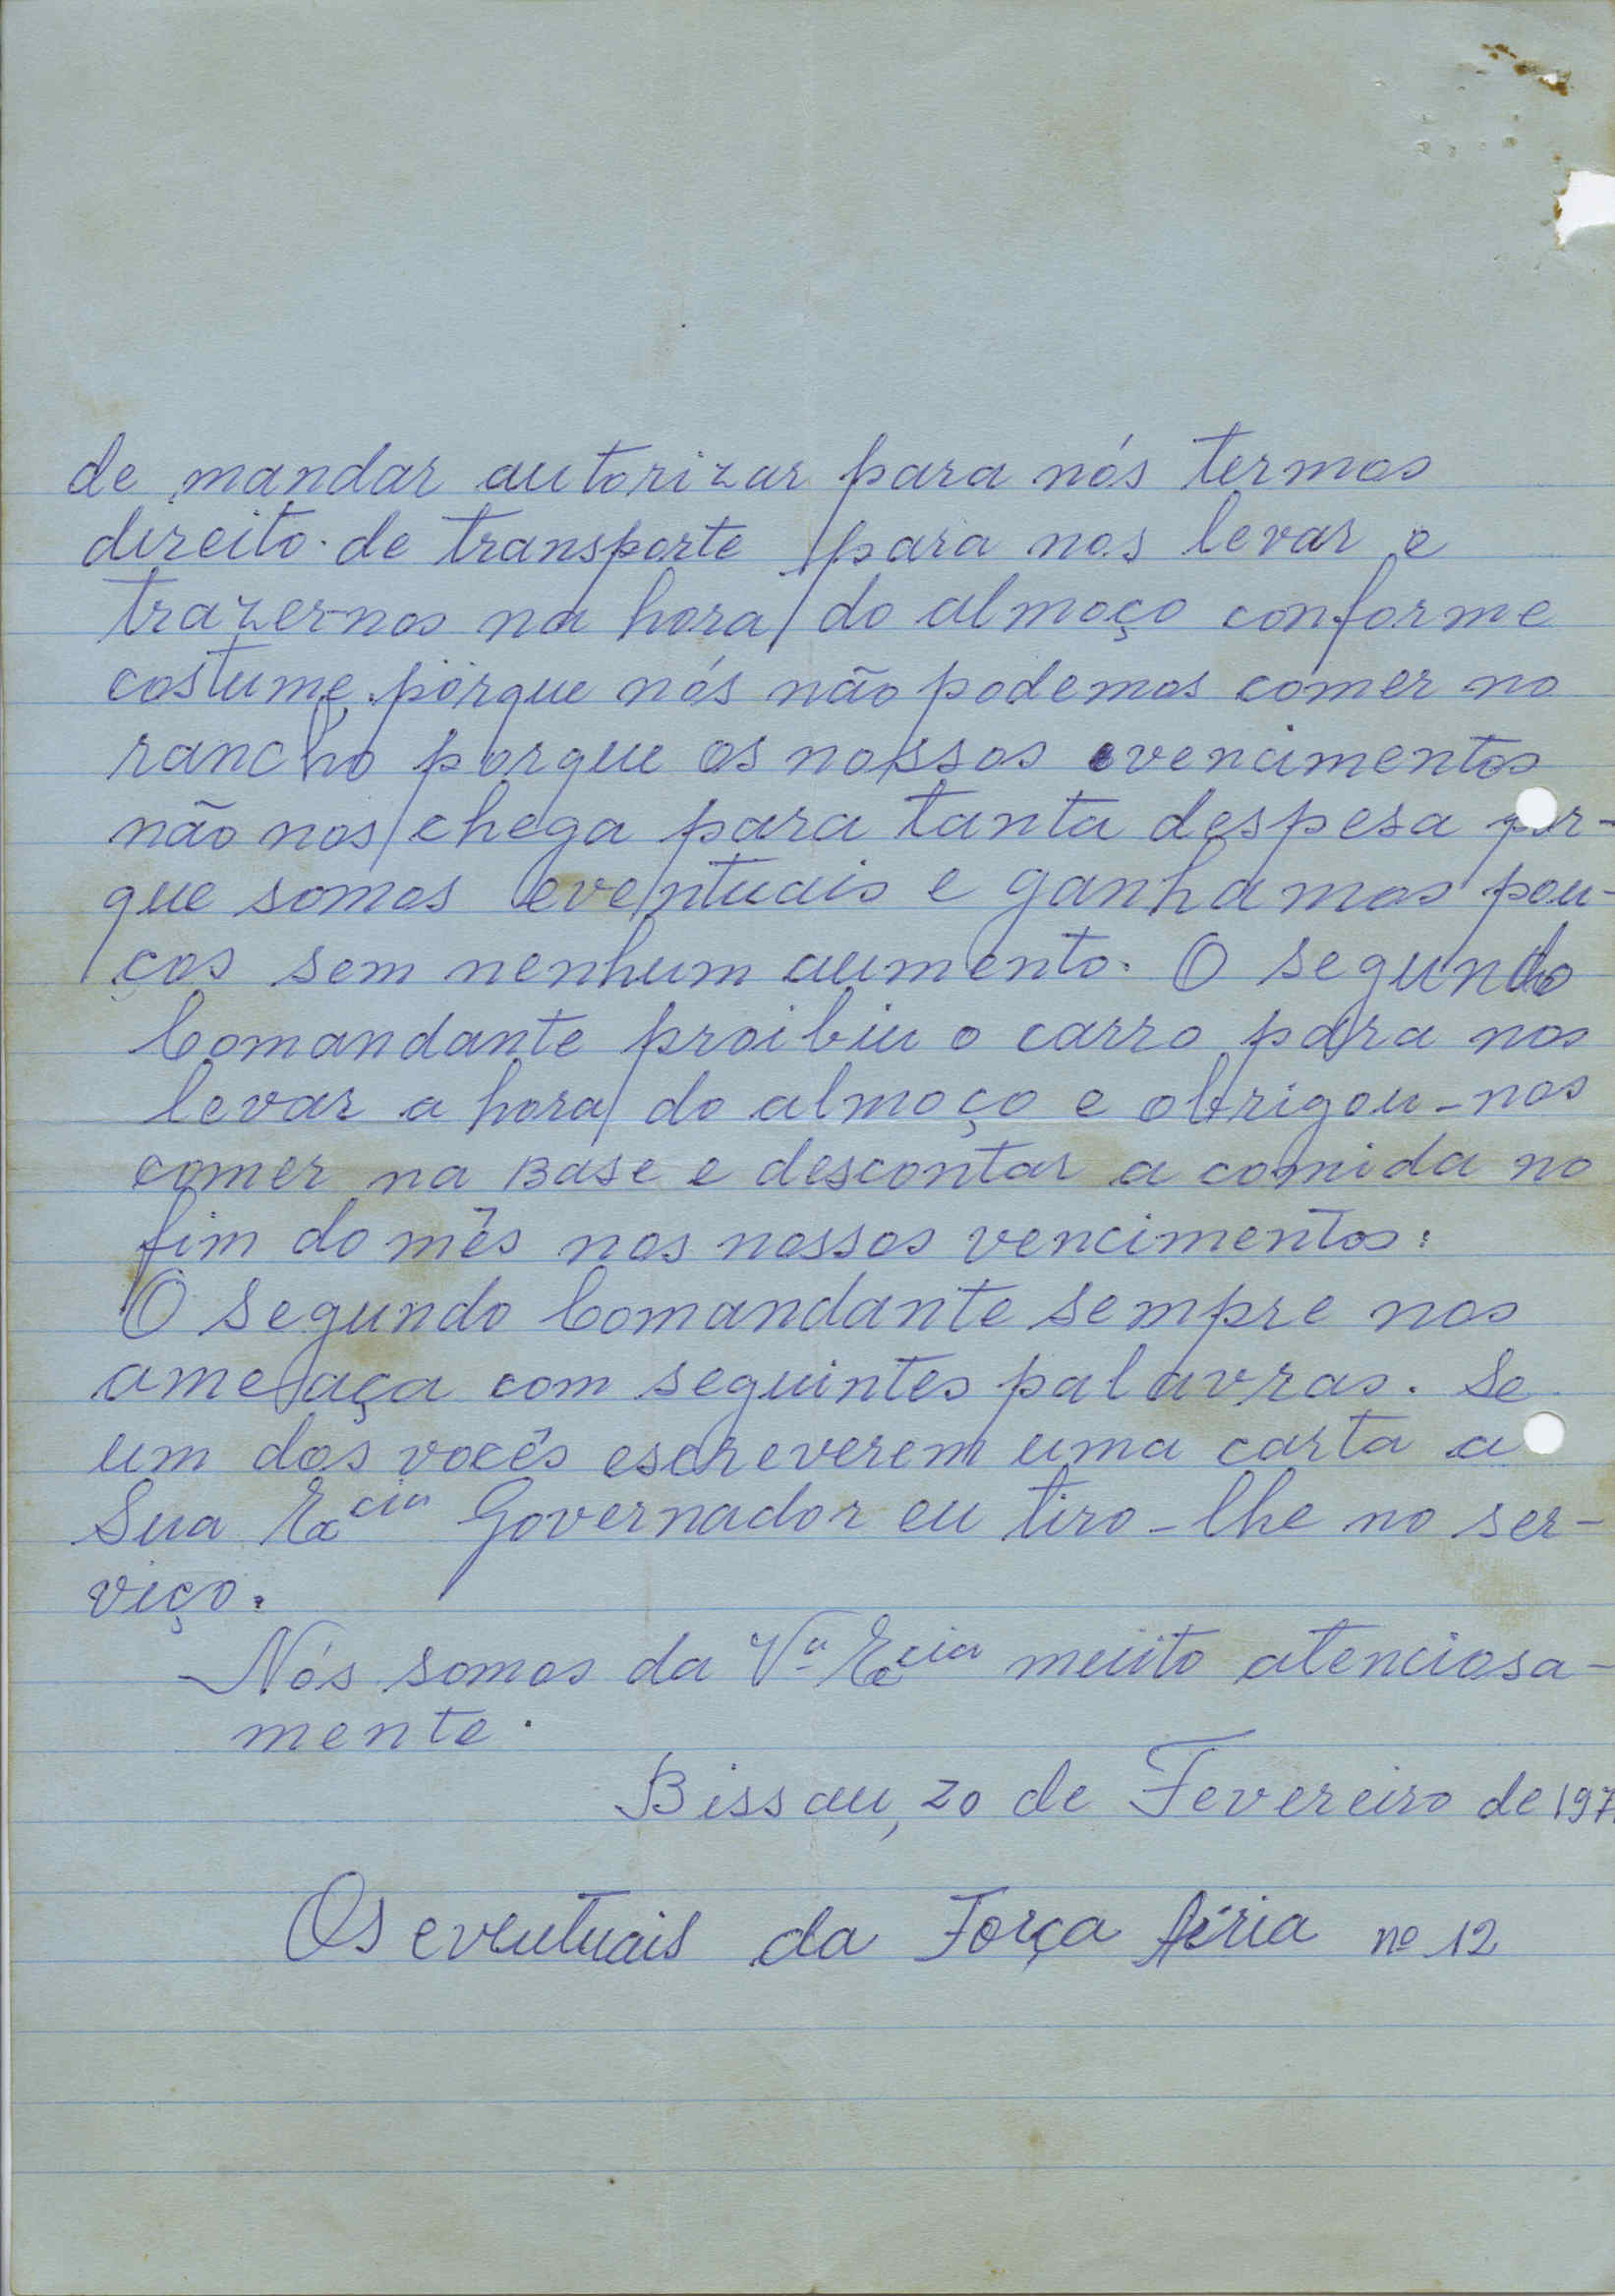 de mandar autorizar para nós termos
direito de transporte para nos levar e
trazer-nos na hora do almoço conforme
costume porque nós não podemos comer no
rancho porque os nossos vencimentos
não nos chega para tanta despesa por-
que somos eventuais e ganhamos pou-
ços sem nenhum aumento. O segundo
Comandante proibiu o carro para nos
levar a hora do almoço e obrigou-nos
comer na Base e descontar a comida no
fim do mês nos nossos vencimentos:
O segundo Comandante sempre nos
ameaça com seguintes palavras. Se
um dos vocês escreverem uma carta a
Sua Excia Governador eu tiro-lhe no ser-
viço.
Nós somos da Vª Excia muito atenciosa-
mente.
Bissau, 20 de Fevereiro de 197
Os eventuais da Força Aéria nº 12